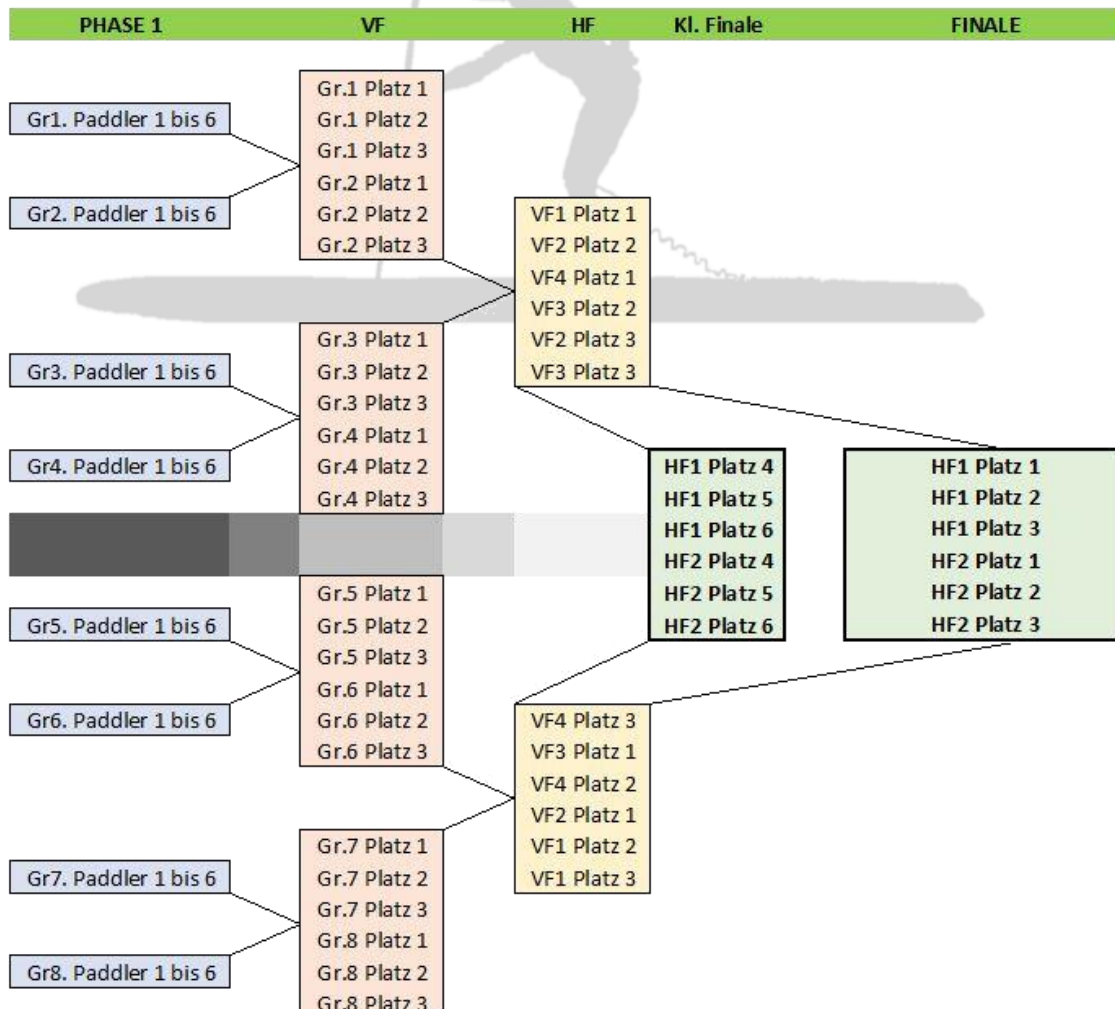 PHASE 1 VF HF Kl. Finale FINALE
Gr1. Paddler 1 bis 6
Gr2. Paddler 1 bis 6
Gr3. Paddler 1 bis 6
Gr4. Paddler 1 bis 6
Gr5. Paddler 1 bis 6
Gr6. Paddler 1 bis 6
Gr7. Paddler 1 bis 6
Gr8. Paddler 1 bis 6
Gr.1 Platz 1
Gr.1 Platz 2
Gr.1 Platz 3
Gr.2 Platz 1
Gr.2 Platz 2
Gr.2 Platz 3
Gr.3 Platz 1
Gr.3 Platz 2
Gr.3 Platz 3
Gr.4 Platz 1
Gr.4 Platz 2
Gr.4 Platz 3
Gr.5 Platz 1
Gr.5 Platz 2
Gr.5 Platz 3
Gr.6 Platz 1
Gr.6 Platz 2
Gr.6 Platz 3
Gr.7 Platz 1
Gr.7 Platz 2
Gr.7 Platz 3
Gr.8 Platz 1
Gr.8 Platz 2
Gr.8 Platz 3
VF1 Platz 1
VF2 Platz 2
VF4 Platz 1
VF3 Platz 2
VF2 Platz 3
VF3 Platz 3
VF4 Platz 3
VF3 Platz 1
VF4 Platz 2
VF2 Platz 1
VF1 Platz 2
VF1 Platz 3
HF1 Platz 4
HF1 Platz 5
HF1 Platz 6
HF2 Platz 4
HF2 Platz 5
HF2 Platz 6
HF1 Platz 1
HF1 Platz 2
HF1 Platz 3
HF2 Platz 1
HF2 Platz 2
HF2 Platz 3